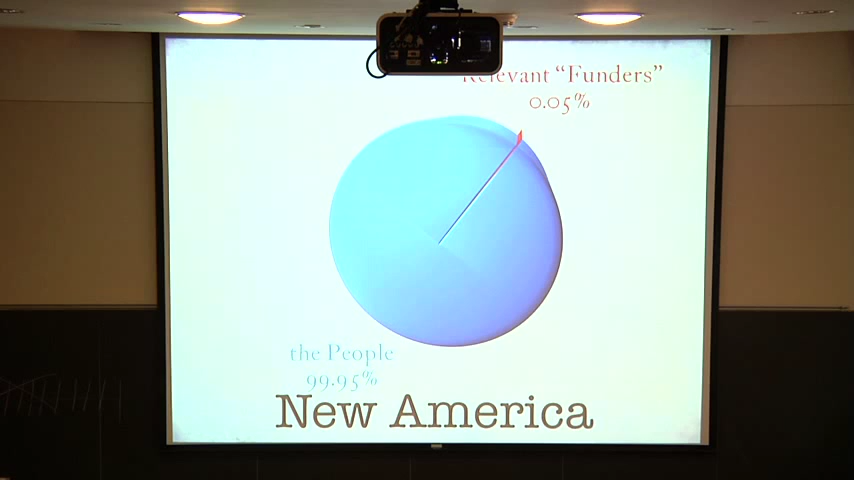 Relevant “Funders”
0.05%
the People
99.95%
New America